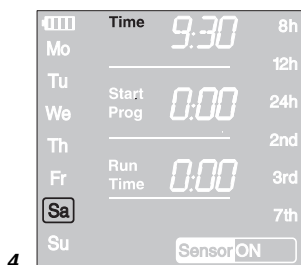 Time 9:30 8h
Mo
12h
Tu
Start Prog 0:00 24h
We
2nd
Th
Run Time 0:00 3rd
Fr
Sa 7th
Su
Sensor ON
4